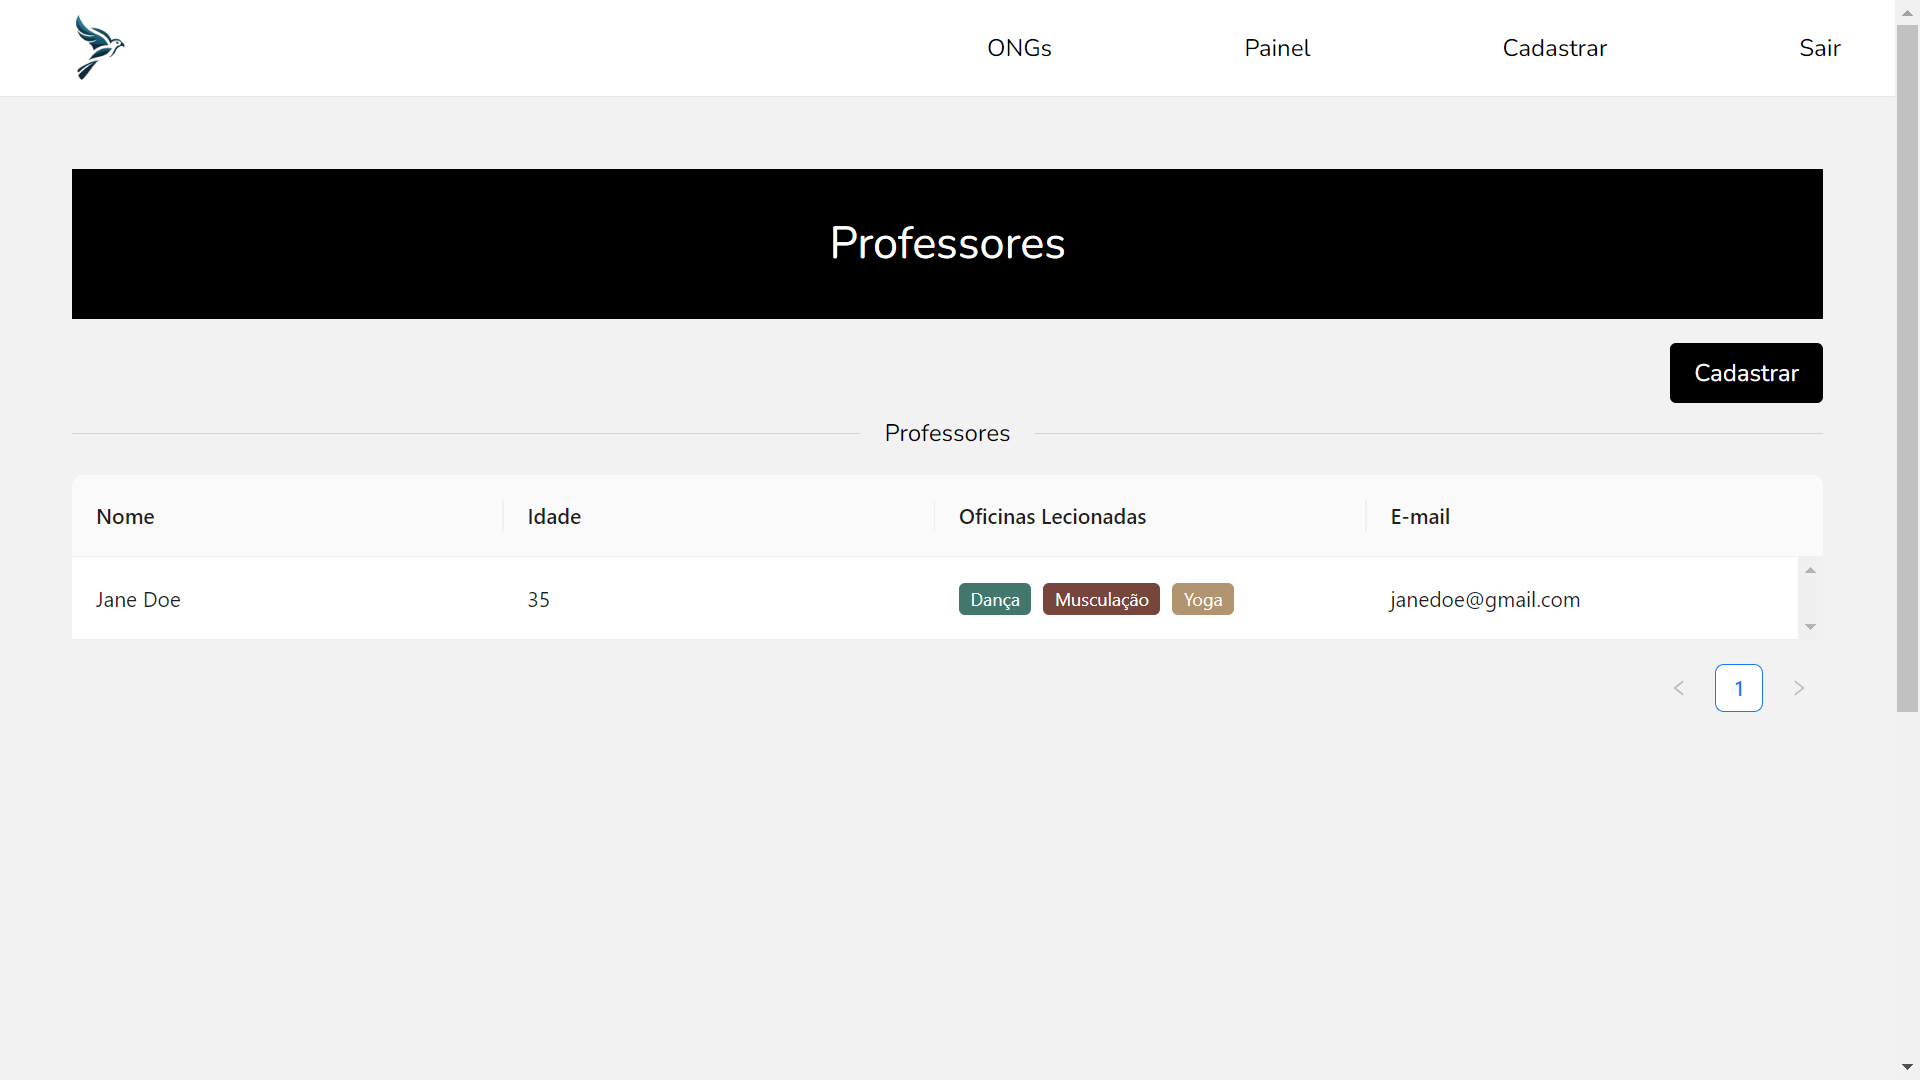 ONGs Painel Cadastrar Sair
Professores
Cadastrar
Professores
Nome Idade Oficinas Lecionadas E-mail
Jane Doe 35 Dança Musculação Yoga janedoe@gmail.com
1